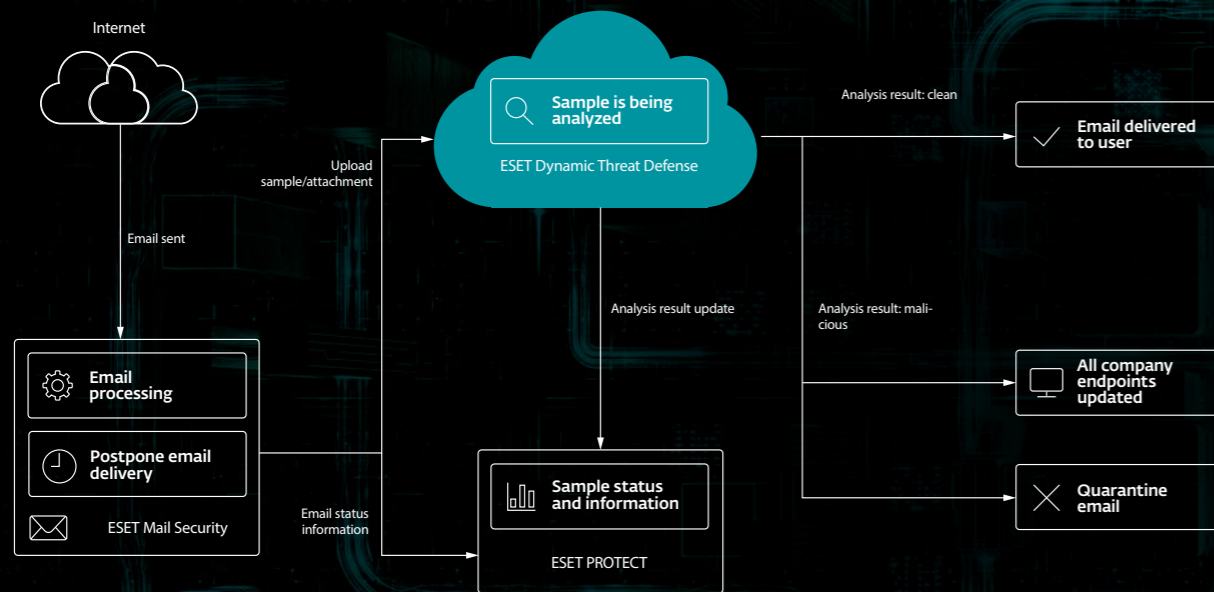 Internet
Email sent
Email
processing
Postpone email
delivery
ESET Mail Security
Upload
sample/attachment
Email status
information
Sample is being
analyzed
ESET Dynamic Threat Defense
Analysis result update
Sample status
and information
ESET PROTECT
Analysis result: clean
Email delivered
to user
Analysis result: mali-
cious
All company
endpoints
updated
Quarantine
email